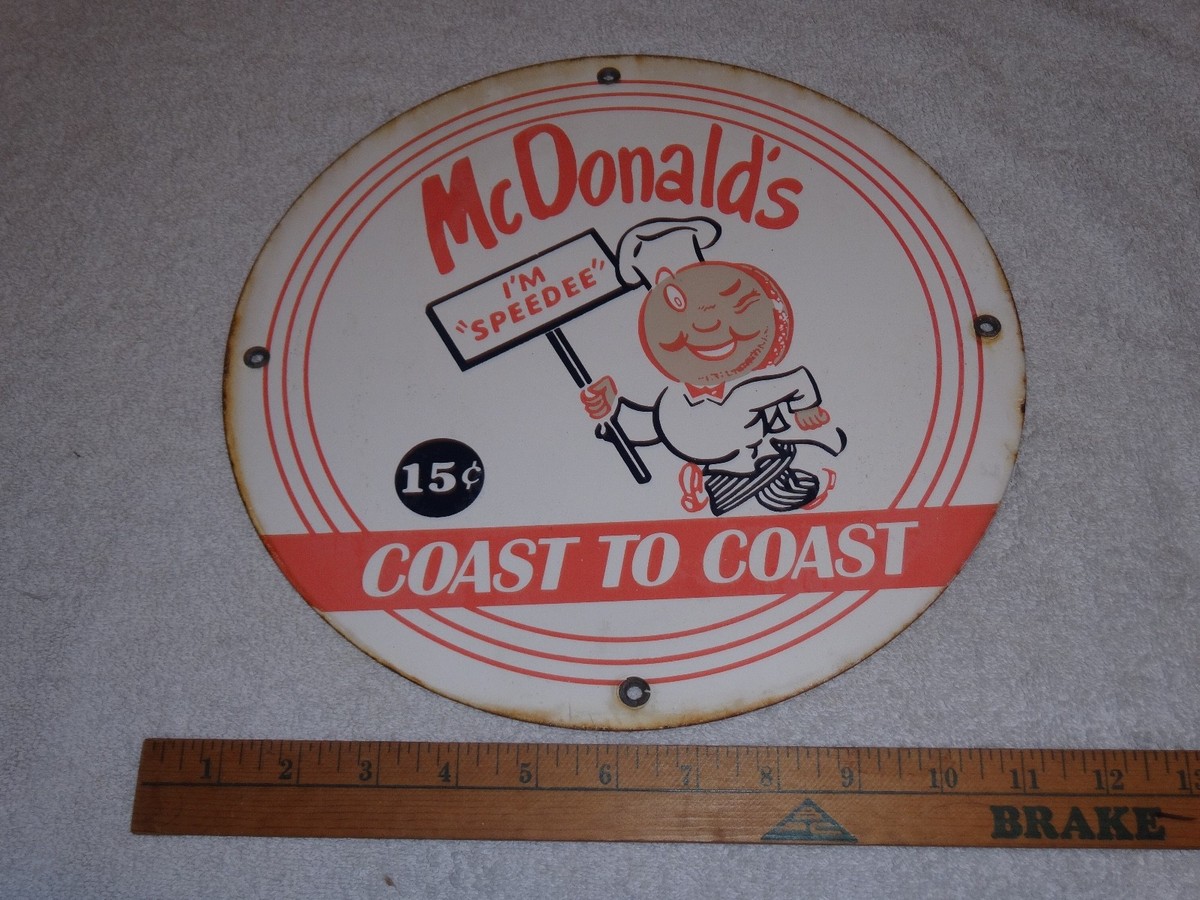 McDonald's
I'M
"SPEEDEE"
15¢
COAST TO COAST
1 2 3 4 5 6 7 8 9 10 11 12
BRAKE